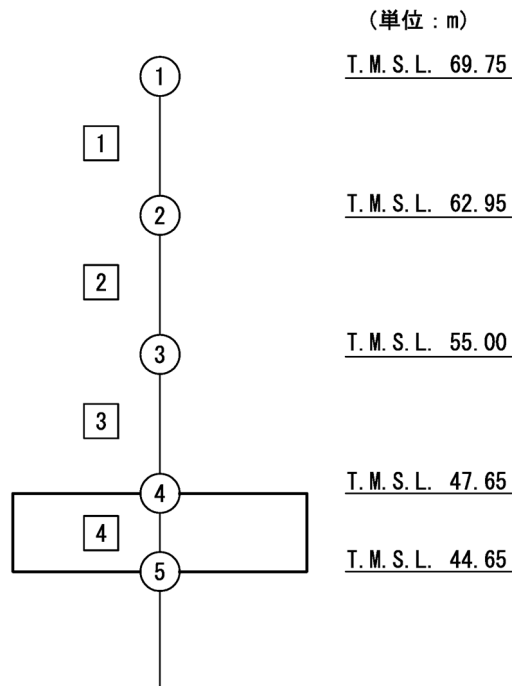 (単位:m)
① T.M.S.L. 69.75
1
② T.M.S.L. 62.95
2
③ T.M.S.L. 55.00
3
④ T.M.S.L. 47.65
4
⑤ T.M.S.L. 44.65